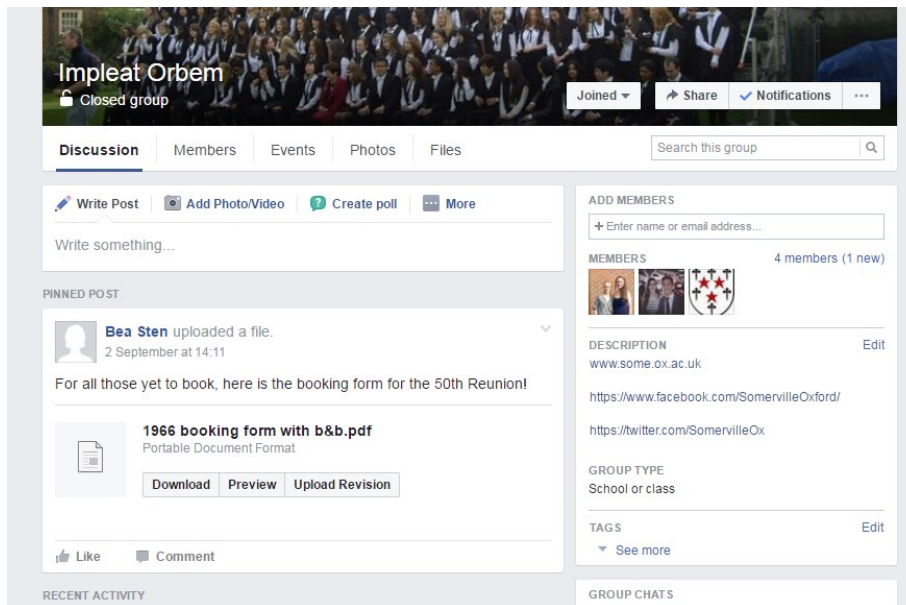 Impleat Orbem
Closed group
Joined
Share
Notifications
Discussion
Members
Events
Photos
Files
Search this group
Write Post
Add Photo/Video
Create poll
More
Write something...
PINNED POST
Bea Sten uploaded a file.
2 September at 14:11
For all those yet to book, here is the booking form for the 50th Reunion!
1966 booking form with b&b.pdf
Portable Document Format
Download
Preview
Upload Revision
Like
Comment
RECENT ACTIVITY
ADD MEMBERS
+ Enter name or email address...
MEMBERS
4 members (1 new)
DESCRIPTION
Edit
www.some.ox.ac.uk
https://www.facebook.com/SomervilleOxford/
https://twitter.com/SomervilleOx
GROUP TYPE
School or class
TAGS
Edit
See more
GROUP CHATS